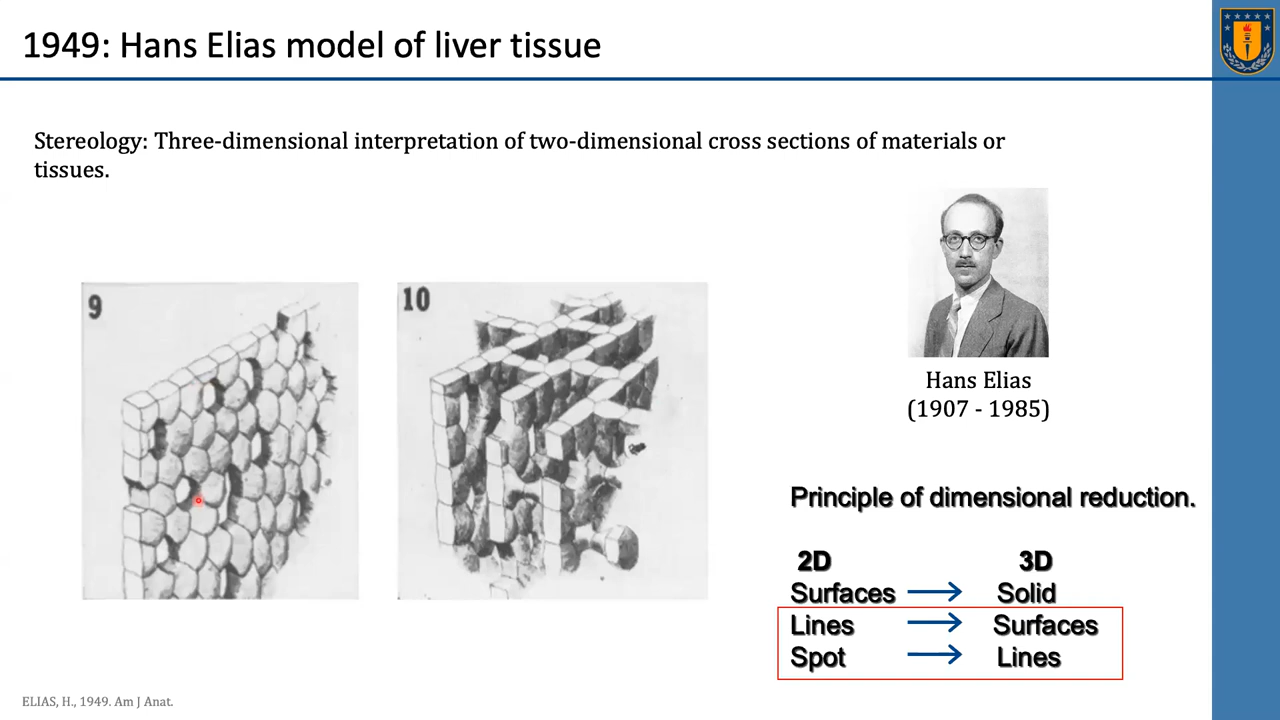 1949: Hans Elias model of liver tissue
Stereology: Three-dimensional interpretation of two-dimensional cross sections of materials or
tissues.
9
10
Hans Elias
(1907 - 1985)
Principle of dimensional reduction.
2D 3D
Surfaces → Solid
Lines → Surfaces
Spot → Lines
ELIAS, H., 1949. Am J Anat.